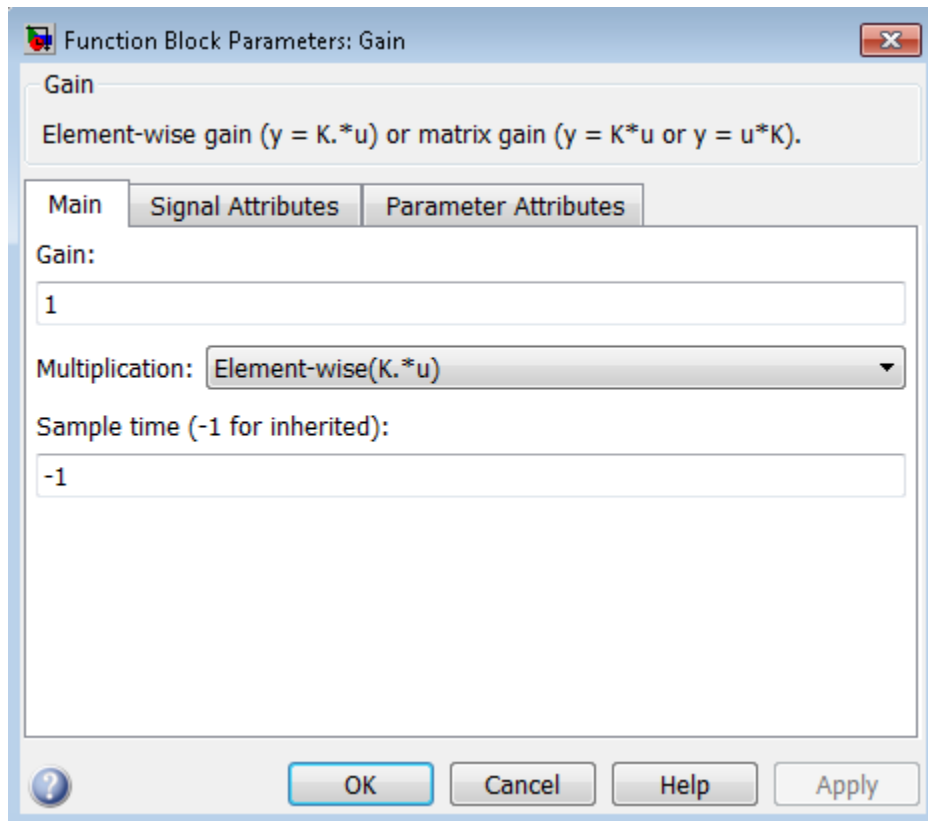 Function Block Parameters: Gain
Gain
Element-wise gain (y = K.*u) or matrix gain (y = K*u or y = u*K).
Main Signal Attributes Parameter Attributes
Gain:
1
Multiplication: Element-wise(K.*u)
Sample time (-1 for inherited):
-1
? OK Cancel Help Apply